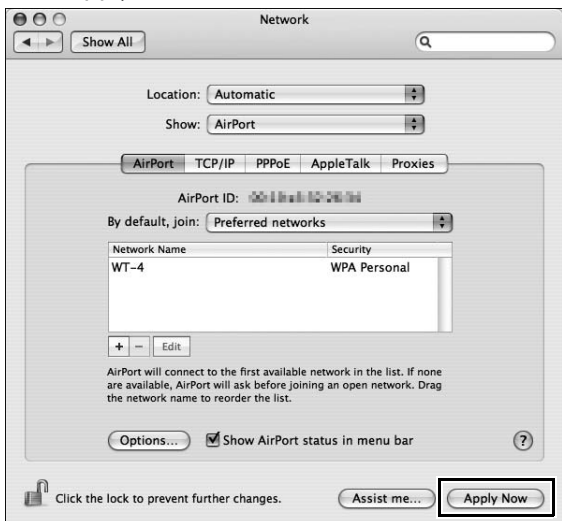 Network
Show All
Location: Automatic
Show: AirPort
AirPort TCP/IP PPPoE AppleTalk Proxies
AirPort ID:
By default, join: Preferred networks
Network Name Security
WT-4 WPA Personal
+ - Edit
AirPort will connect to the first available network in the list. If none
are available, AirPort will ask before joining an open network. Drag
the network name to reorder the list.
Options... Show AirPort status in menu bar ?
Click the lock to prevent further changes. Assist me... Apply Now